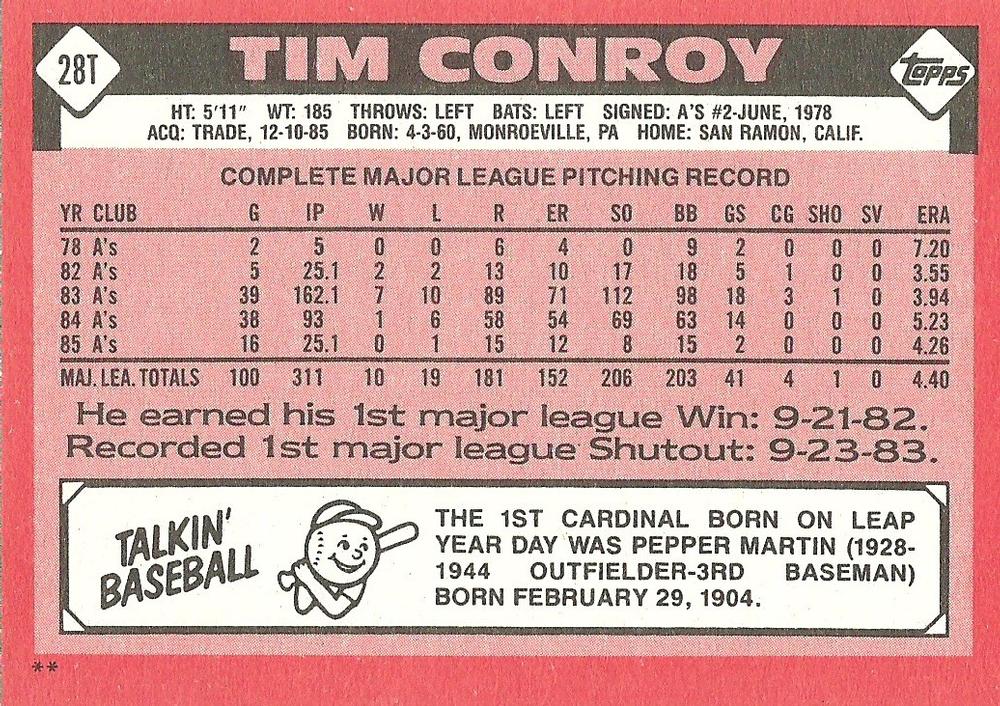 28T
TIM CONROY
Topps
HT: 5'11" WT: 185 THROWS: LEFT BATS: LEFT SIGNED: A'S #2-JUNE, 1978
ACQ: TRADE, 12-10-85 BORN: 4-3-60, MONROEVILLE, PA HOME: SAN RAMON, CALIF.
COMPLETE MAJOR LEAGUE PITCHING RECORD
YR CLUB G IP W L R ER SO BB GS CG SHO SV ERA
78 A's 2 5 0 0 6 4 0 9 2 0 0 0 7.20
82 A's 5 25.1 2 2 13 10 17 18 5 1 0 0 3.55
83 A's 39 162.1 7 10 89 71 112 98 18 3 1 0 3.94
84 A's 38 93 1 6 58 54 69 63 14 0 0 0 5.23
85 A's 16 25.1 0 1 15 12 8 15 2 0 0 0 4.26
MAJ. LEA. TOTALS 100 311 10 19 181 152 206 203 41 4 1 0 4.40
He earned his 1st major league Win: 9-21-82.
Recorded 1st major league Shutout: 9-23-83.
TALKIN'
BASEBALL
THE 1ST CARDINAL BORN ON LEAP
YEAR DAY WAS PEPPER MARTIN (1928-
1944 OUTFIELDER-3RD BASEMAN)
BORN FEBRUARY 29, 1904.
**